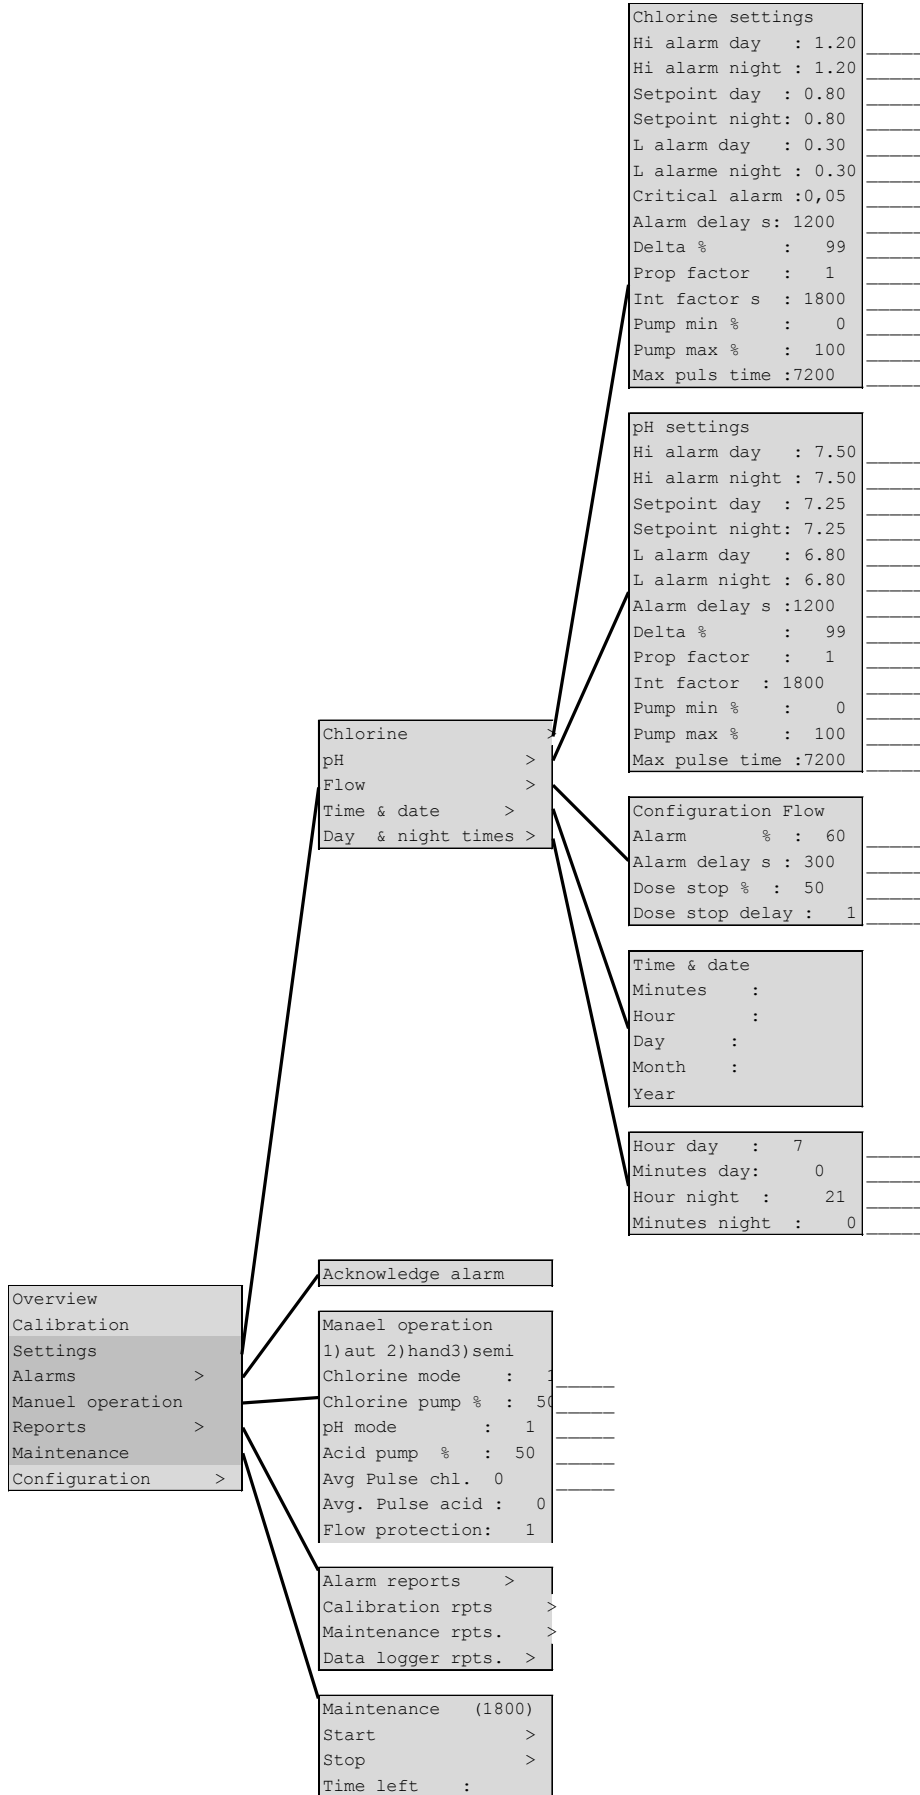 Chlorine settings
Hi alarm day   : 1.20
Hi alarm night : 1.20
Setpoint day  : 0.80
Setpoint night: 0.80
L alarm day   : 0.30
L alarme night : 0.30
Critical alarm :0,05
Alarm delay s: 1200
Delta %       :   99
Prop factor   :   1
Int factor s  : 1800
Pump min %    :    0
Pump max %    :  100
Max puls time :7200
pH settings
Hi alarm day   : 7.50
Hi alarm night : 7.50
Setpoint day  : 7.25
Setpoint night: 7.25
L alarm day   : 6.80
L alarm night : 6.80
Alarm delay s :1200
Delta %       :   99
Prop factor   :   1
Int factor  : 1800
Pump min %    :    0
Pump max %    :  100
Max pulse time :7200
Chlorine            >
pH                >
Flow              >
Time & date     >
Day  & night times >
Configuration Flow
Alarm       %  :  60
Alarm delay s : 300
Dose stop %  :  50
Dose stop delay :   1
Time & date
Minutes    :
Hour       :
Day      :
Month    :
Year
Hour day   :   7
Minutes day:     0
Hour night  :     21
Minutes night  :    0
Overview
Calibration
Settings
Alarms          >
Manuel operation
Reports         >
Maintenance
Configuration      >
Acknowledge alarm
Manael operation
1)aut 2)hand3)semi
Chlorine mode    :   1
Chlorine pump %  :  50
pH mode        :   1
Acid pump  %   :  50
Avg Pulse chl.  0
Avg. Pulse acid :   0
Flow protection:   1
Alarm reports    >
Calibration rpts     >
Maintenance rpts.    >
Data logger rpts.  >
Maintenance   (1800)
Start             >
Stop              >
Time left    :